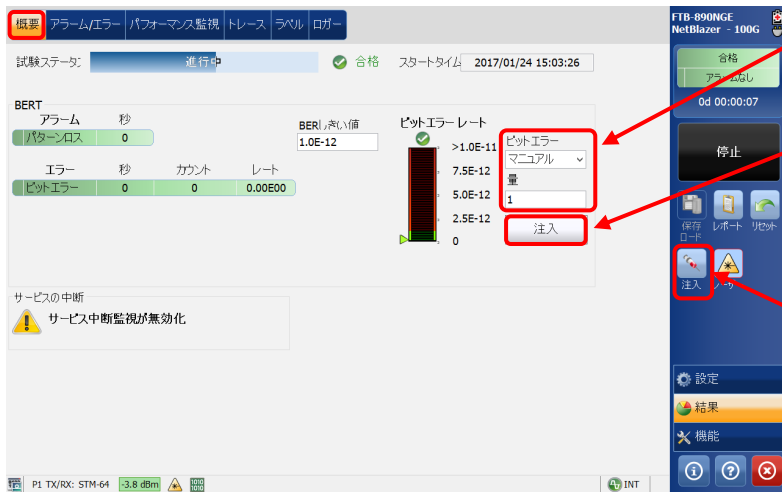 概要 アラーム/エラー パフォーマンス監視 トレース ラベル ロガー
FTB-890NGE
NetBlazer - 100G
試験ステータ: 進行中 合格 スタートタイム 2017/01/24 15:03:26
合格
アラームなし
0d 00:00:07
停止
BERT
アラーム 秒
パターンロス 0
エラー 秒 カウント レート
ビットエラー 0 0 0.00E00
BERしきい値
1.0E-12
ビットエラーレート
>1.0E-11
7.5E-12
5.0E-12
2.5E-12
0
ビットエラー
マニュアル
量
1
注入
保存
ロード
レポート
リセット
注入
サービスの中断
サービス中断監視が無効化
設定
結果
機能
P1 TX/RX: STM-64 -3.8 dBm INT